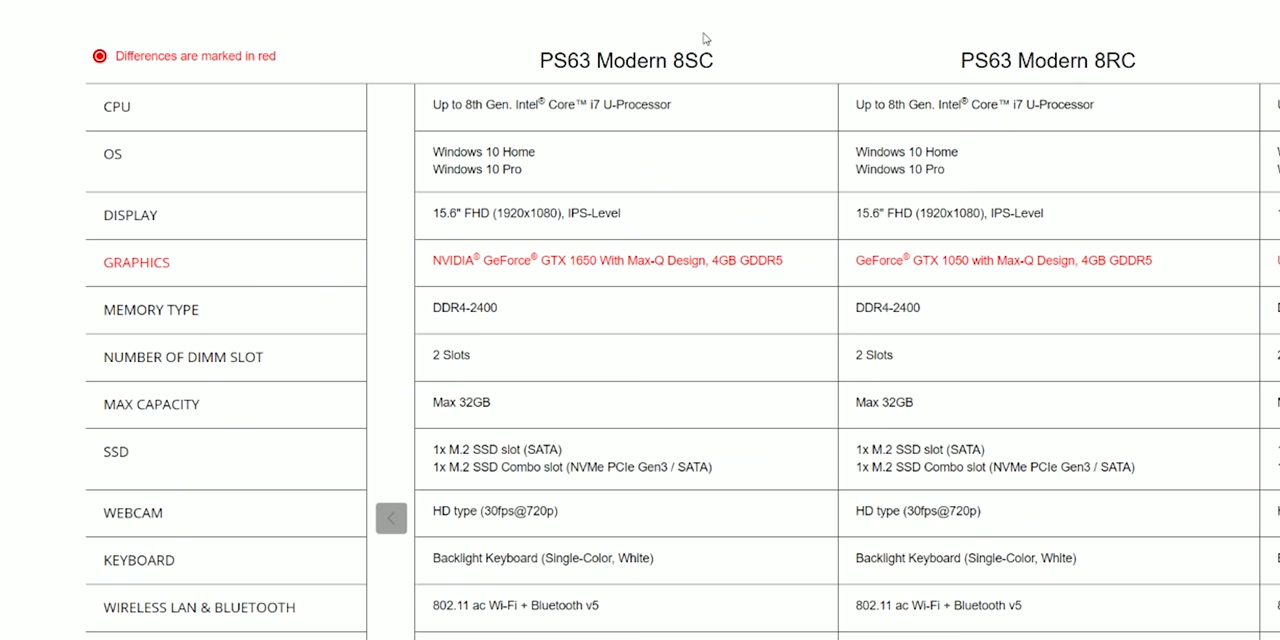 Differences are marked in red
PS63 Modern 8SC
PS63 Modern 8RC
CPU
Up to 8th Gen. Intel® Core™ i7 U-Processor
Up to 8th Gen. Intel® Core™ i7 U-Processor
OS
Windows 10 Home
Windows 10 Pro
Windows 10 Home
Windows 10 Pro
DISPLAY
15.6" FHD (1920x1080), IPS-Level
15.6" FHD (1920x1080), IPS-Level
GRAPHICS
NVIDIA® GeForce® GTX 1650 With Max-Q Design, 4GB GDDR5
GeForce® GTX 1050 with Max-Q Design, 4GB GDDR5
MEMORY TYPE
DDR4-2400
DDR4-2400
NUMBER OF DIMM SLOT
2 Slots
2 Slots
MAX CAPACITY
Max 32GB
Max 32GB
SSD
1x M.2 SSD slot (SATA)
1x M.2 SSD Combo slot (NVMe PCIe Gen3 / SATA)
1x M.2 SSD slot (SATA)
1x M.2 SSD Combo slot (NVMe PCIe Gen3 / SATA)
WEBCAM
HD type (30fps@720p)
HD type (30fps@720p)
KEYBOARD
Backlight Keyboard (Single-Color, White)
Backlight Keyboard (Single-Color, White)
WIRELESS LAN & BLUETOOTH
802.11 ac Wi-Fi + Bluetooth v5
802.11 ac Wi-Fi + Bluetooth v5